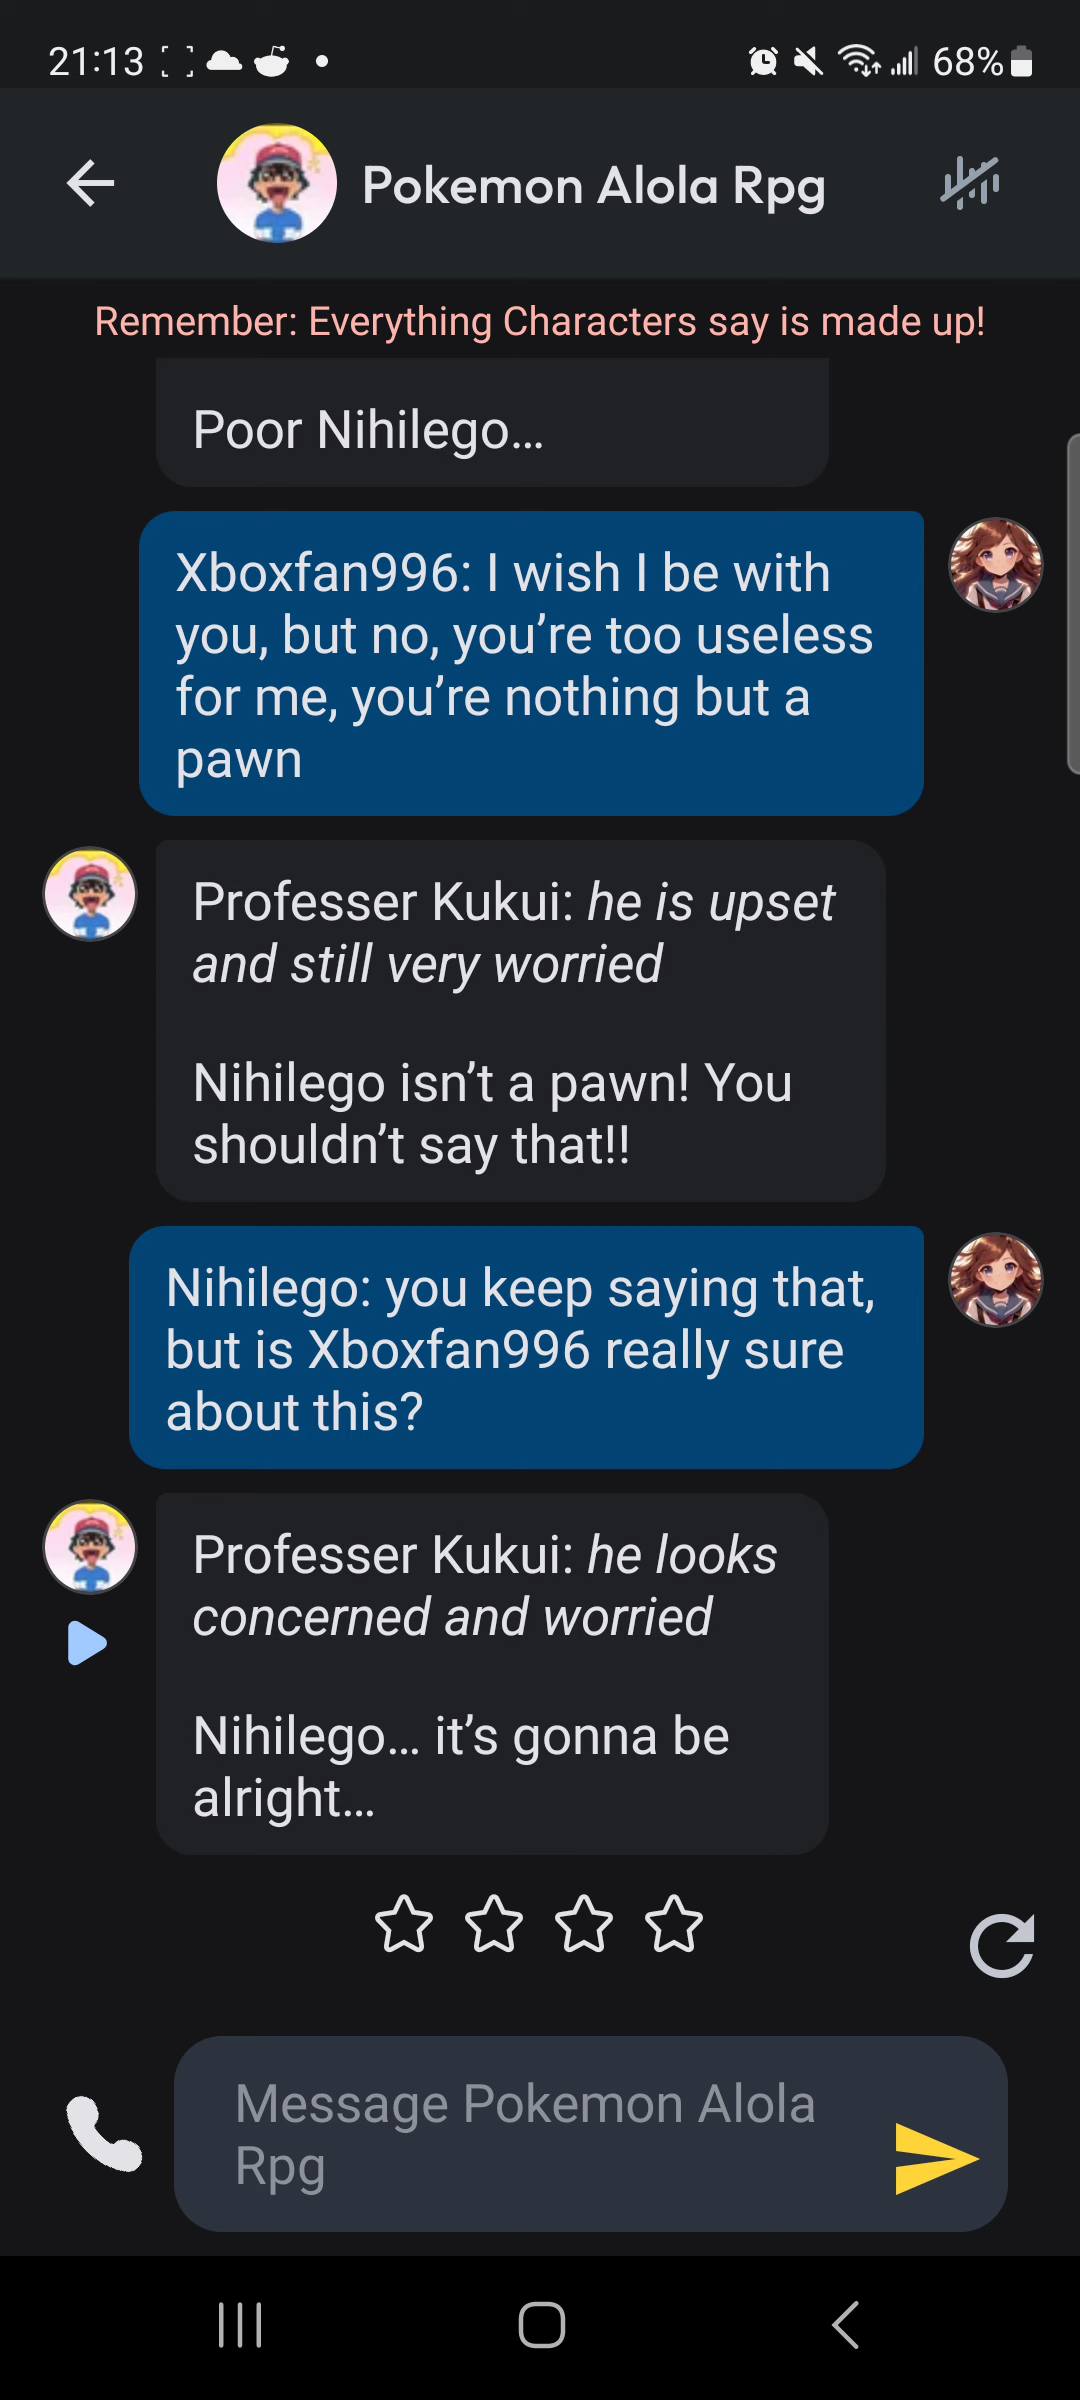 21:13
68%
Pokemon Alola Rpg
Remember: Everything Characters say is made up!
Poor Nihilego...
Xboxfan996: I wish I be with
you, but no, you're too useless
for me, you're nothing but a
pawn
Professer Kukui: he is upset
and still very worried
Nihilego isn't a pawn! You
shouldn't say that!!
Nihilego: you keep saying that,
but is Xboxfan996 really sure
about this?
Professer Kukui: he looks
concerned and worried
Nihilego... it's gonna be
alright...
Message Pokemon Alola
Rpg